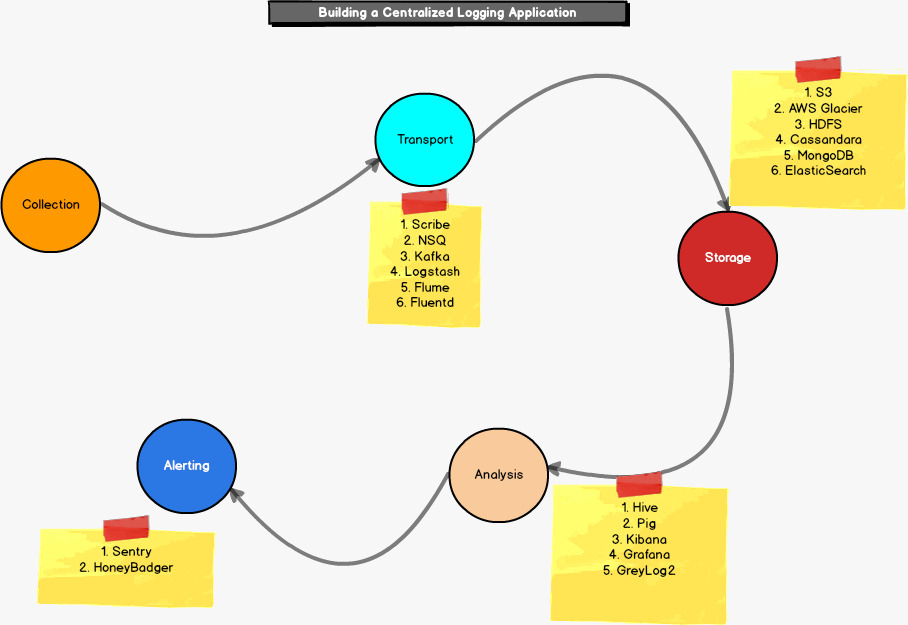 Building a Centralized Logging Application
Collection
Transport
1. Scribe
2. NSQ
3. Kafka
4. Logstash
5. Flume
6. Fluentd
1. S3
2. AWS Glacier
3. HDFS
4. Cassandara
5. MongoDB
6. ElasticSearch
Storage
Analysis
1. Hive
2. Pig
3. Kibana
4. Grafana
5. GreyLog2
Alerting
1. Sentry
2. HoneyBadger